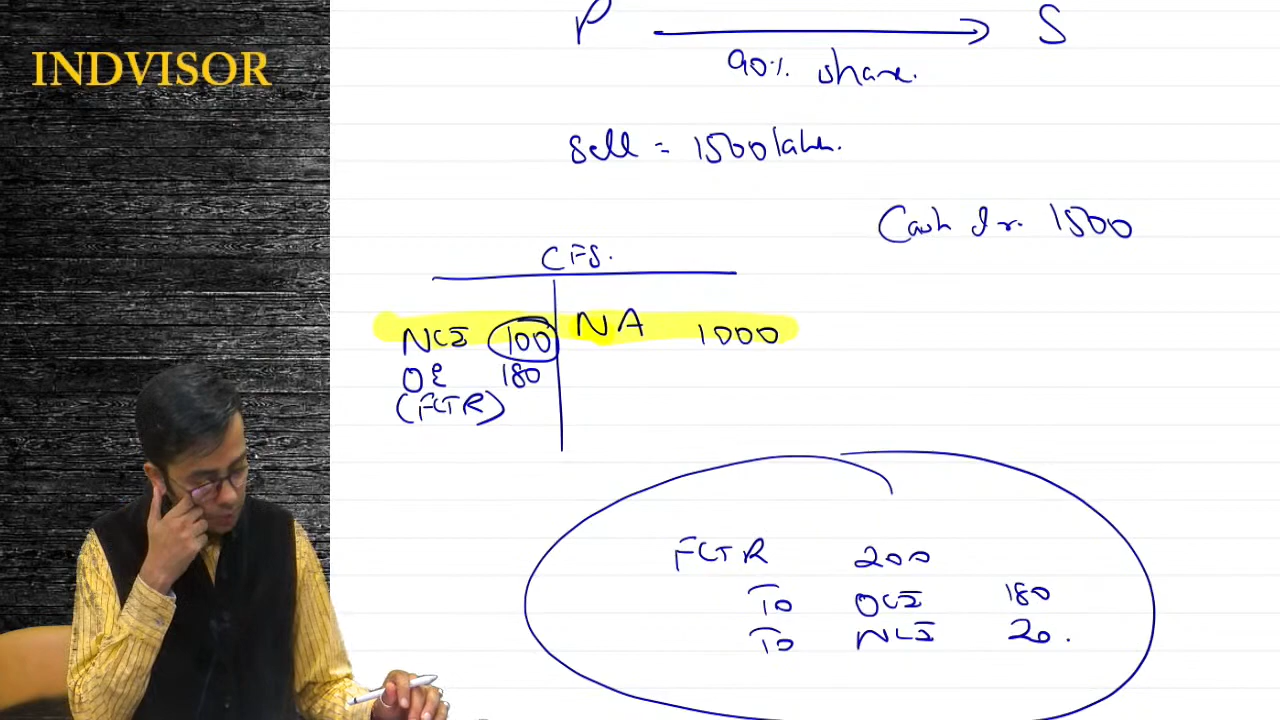 INDVISOR
P S
90% share.
sell = 1500 lakh.
Cash Dr. 1500
CFS.
NCI 100 NA 1000
OE 180
(FCTR)
FCTR 200
To OCI 180
To NCI 20.